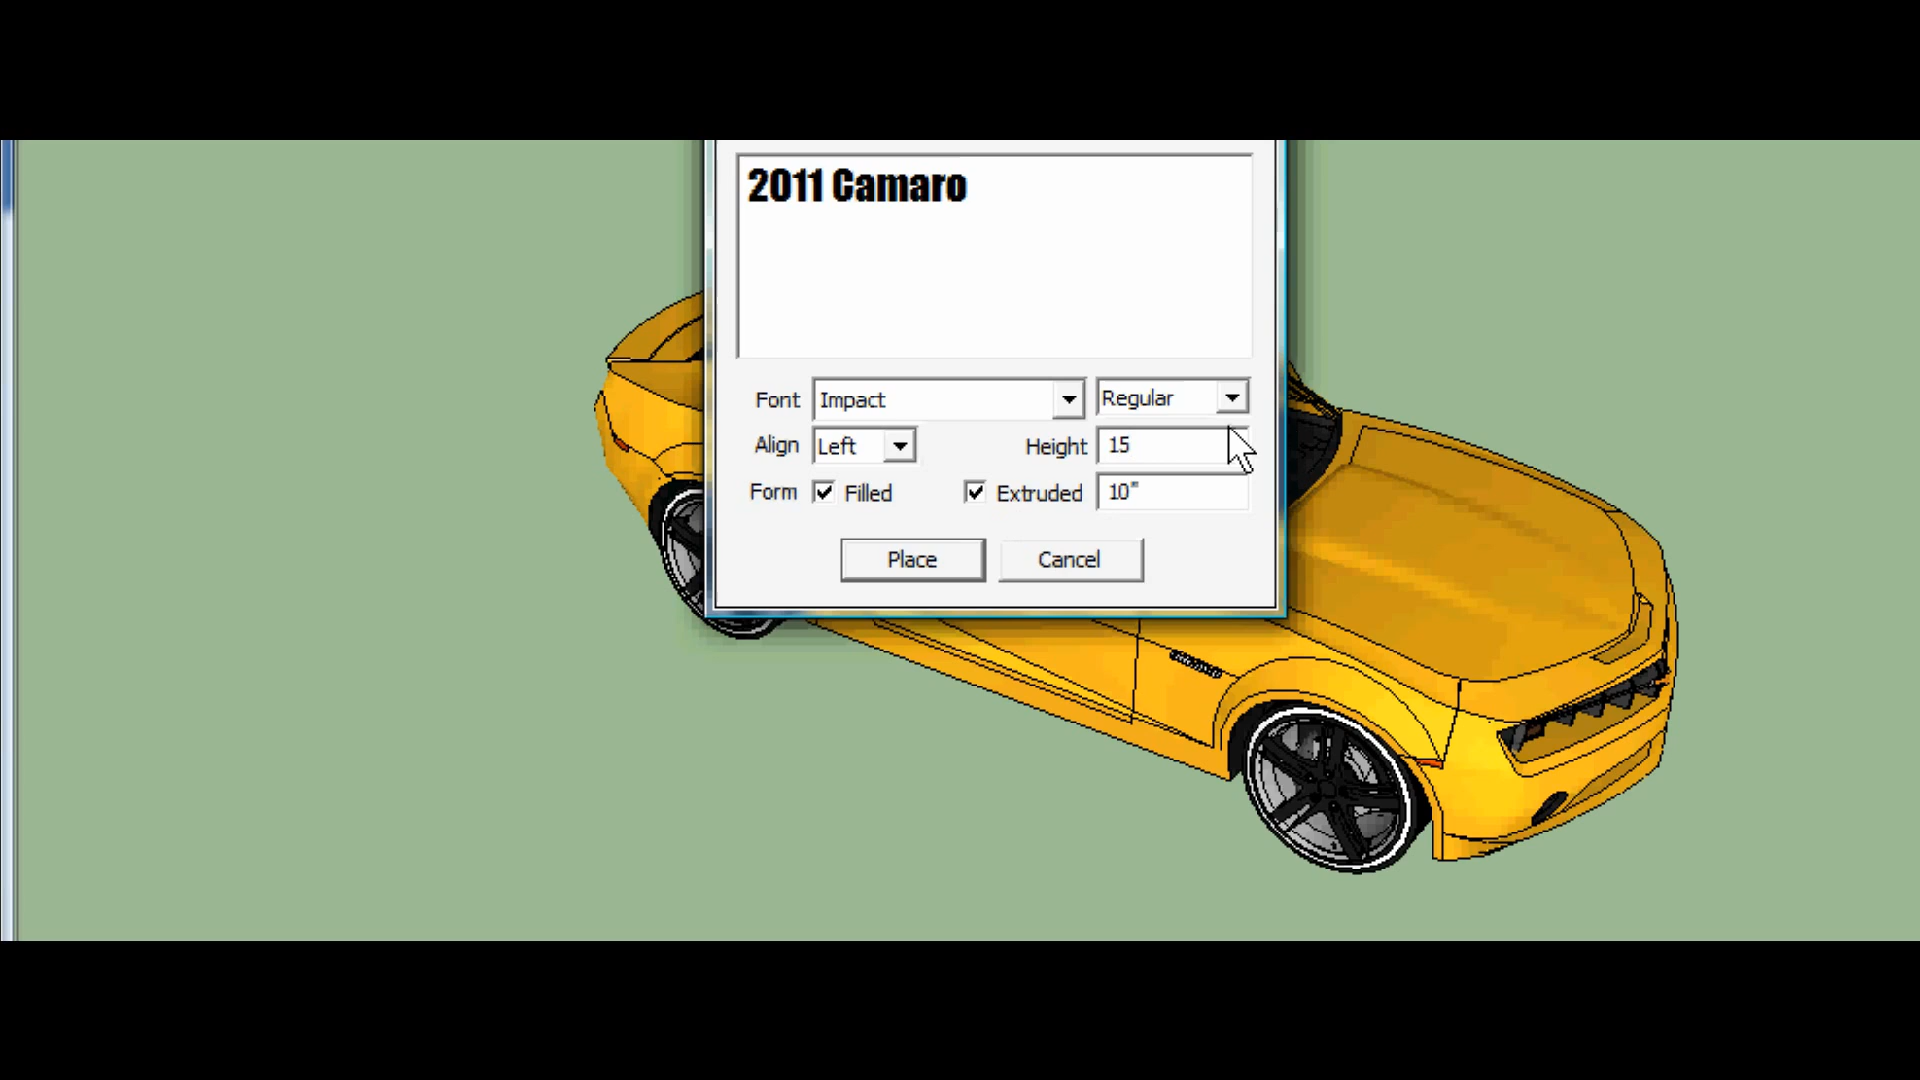 2011 Camaro
Font Impact Regular
Align Left Height 15
Form Filled Extruded 10"
Place Cancel